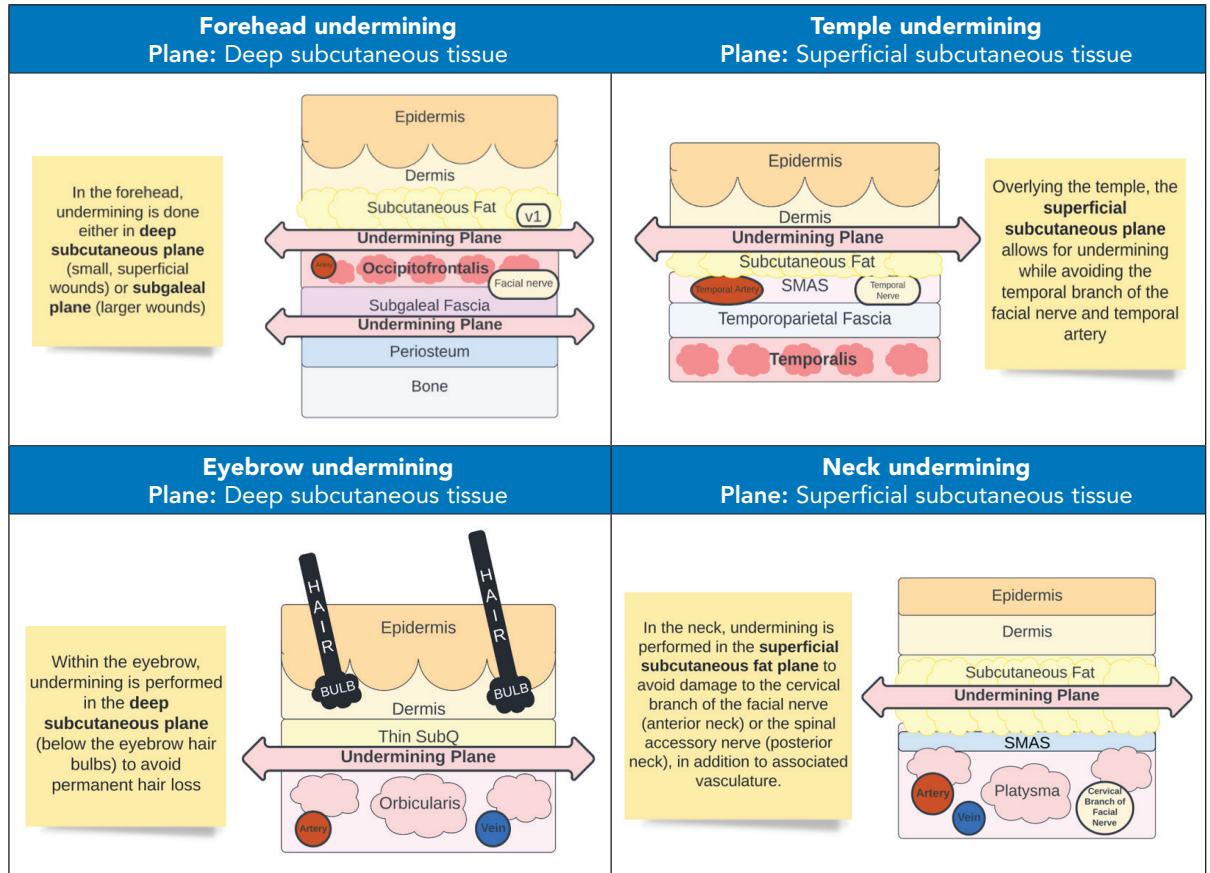 Forehead undermining
Plane: Deep subcutaneous tissue
In the forehead,
undermining is done
either in deep
subcutaneous plane
(small, superficial
wounds) or subgaleal
plane (larger wounds)
Epidermis
Dermis
Subcutaneous Fat
v1
Undermining Plane
Artery
Occipitofrontalis
Facial nerve
Subgaleal Fascia
Undermining Plane
Periosteum
Bone
Temple undermining
Plane: Superficial subcutaneous tissue
Epidermis
Dermis
Undermining Plane
Subcutaneous Fat
Temporal Artery
SMAS
Temporal
Nerve
Temporoparietal Fascia
Temporalis
Overlying the temple, the
superficial
subcutaneous plane
allows for undermining
while avoiding the
temporal branch of the
facial nerve and temporal
artery
Eyebrow undermining
Plane: Deep subcutaneous tissue
Within the eyebrow,
undermining is performed
in the deep
subcutaneous plane
(below the eyebrow hair
bulbs) to avoid
permanent hair loss
HAIR
BULB
HAIR
BULB
Epidermis
Dermis
Thin SubQ
Undermining Plane
Orbicularis
Artery
Vein
Neck undermining
Plane: Superficial subcutaneous tissue
In the neck, undermining is
performed in the superficial
subcutaneous fat plane to
avoid damage to the cervical
branch of the facial nerve
(anterior neck) or the spinal
accessory nerve (posterior
neck), in addition to associated
vasculature.
Epidermis
Dermis
Subcutaneous Fat
Undermining Plane
SMAS
Artery
Vein
Platysma
Cervical
Branch of
Facial
Nerve